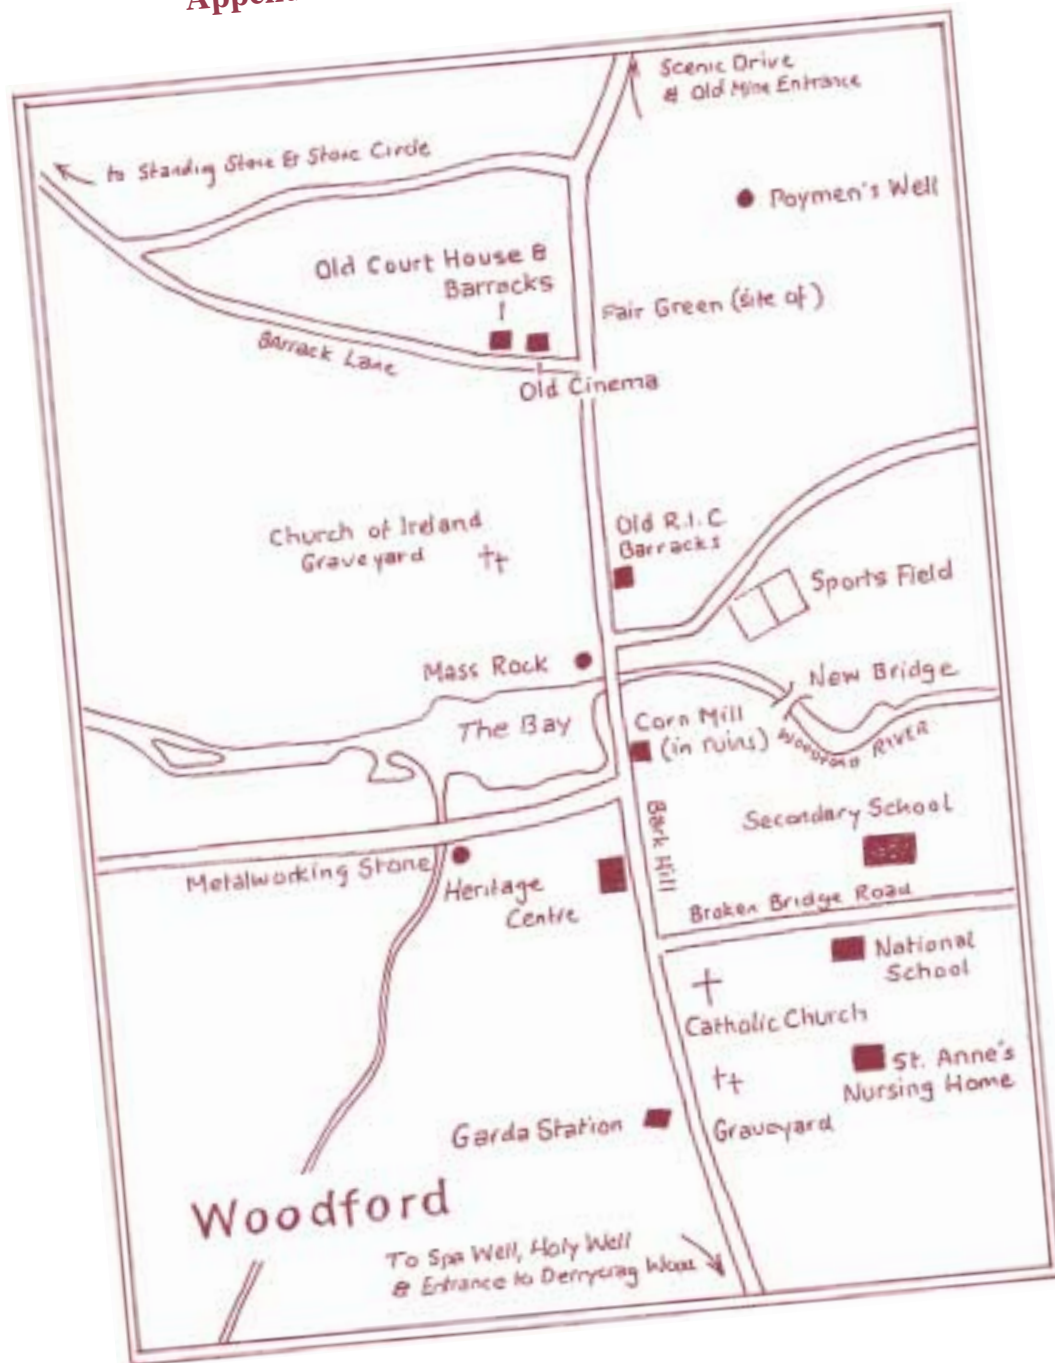 Scenic Drive
& Old Mine Entrance
to Standing Stone & Stone Circle
Poymen's Well
Old Court House &
Barracks
Fair Green (site of)
Barrack Lane
Old Cinema
Church of Ireland
Graveyard
Old R.I.C
Barracks
Sports Field
Mass Rock
New Bridge
The Bay
Corn Mill
(in ruins)
WOODFORD RIVER
Secondary School
Bark Hill
Metalworking Stone
Heritage
Centre
Broken Bridge Road
National
School
Catholic Church
St. Anne's
Nursing Home
Garda Station
Graveyard
Woodford
To Spa Well, Holy Well
& Entrance to Derrycrag